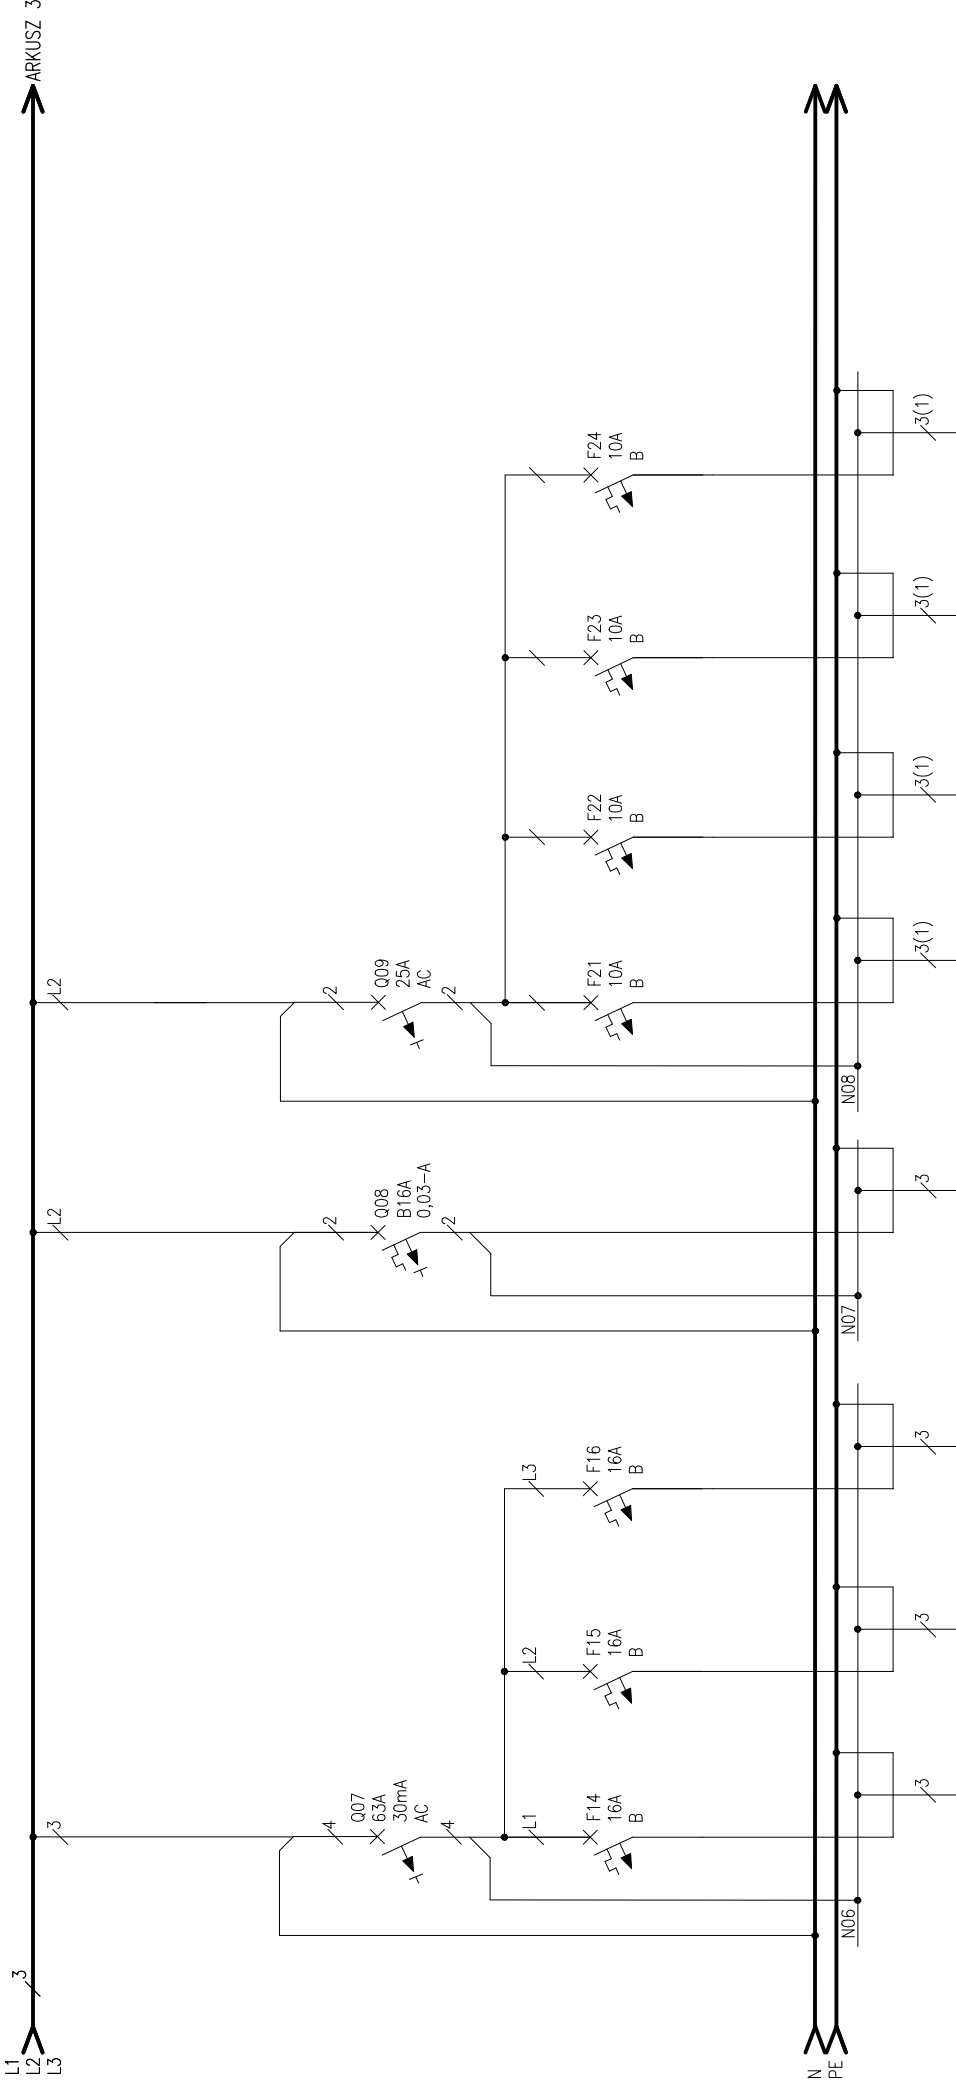 L1
L2
L3
3
ARKUSZ 3
3
4
Q07
63A
30mA
AC
4
L1
F14
16A
B
L2
F15
16A
B
L3
F16
16A
B
L2
2
Q08
B16A
0,03-A
2
L2
2
Q09
25A
AC
2
F21
10A
B
F22
10A
B
F23
10A
B
F24
10A
B
N
PE
N06
3
3
3
N07
3
N08
3(1)
3(1)
3(1)
3(1)